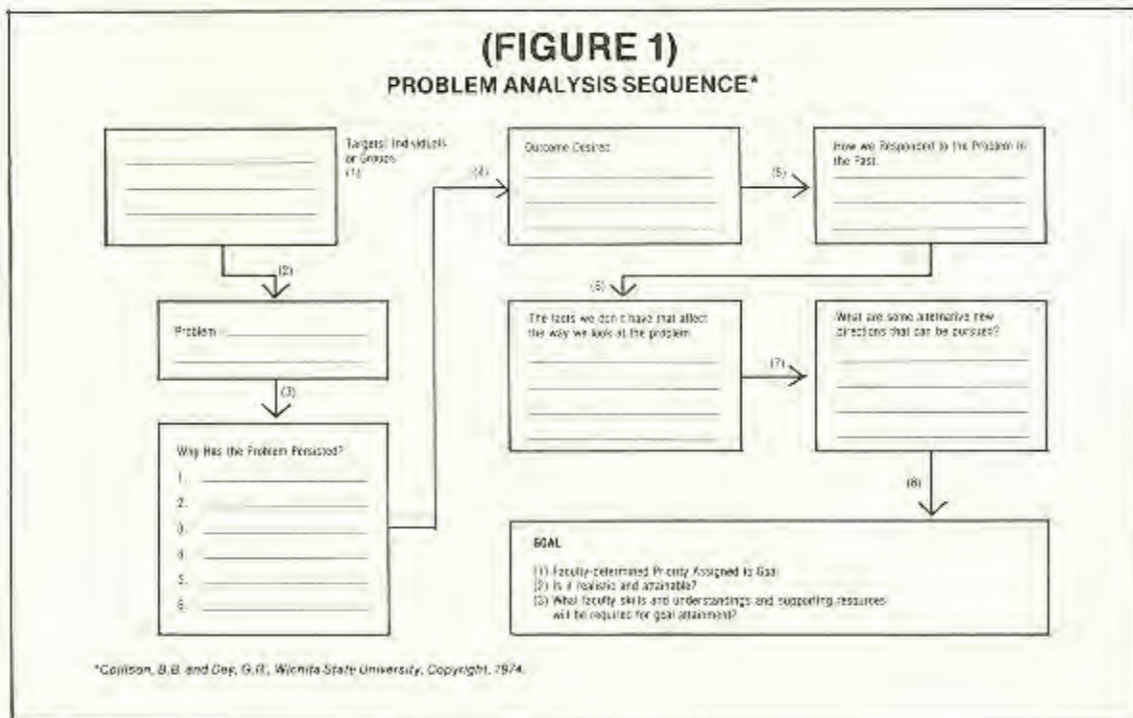 (FIGURE 1)
PROBLEM ANALYSIS SEQUENCE*
Targets: Individuals
or Groups
(1)
(2)
Problem
(3)
Why Has the Problem Persisted?
1.
2.
3.
4.
5.
6.
(4)
Outcome Desired
(5)
How we Responded to the Problem in
the Past.
(6)
The facts we don't have that affect
the way we look at the problem
(7)
What are some alternative new
directions that can be pursued?
(8)
GOAL
(1) Faculty-determined Priority Assigned to Goal
(2) Is it realistic and attainable?
(3) What faculty skills and understandings and supporting resources
will be required for goal attainment?
*Collison, B.B. and Dey, G.R., Wichita State University, Copyright, 1974.